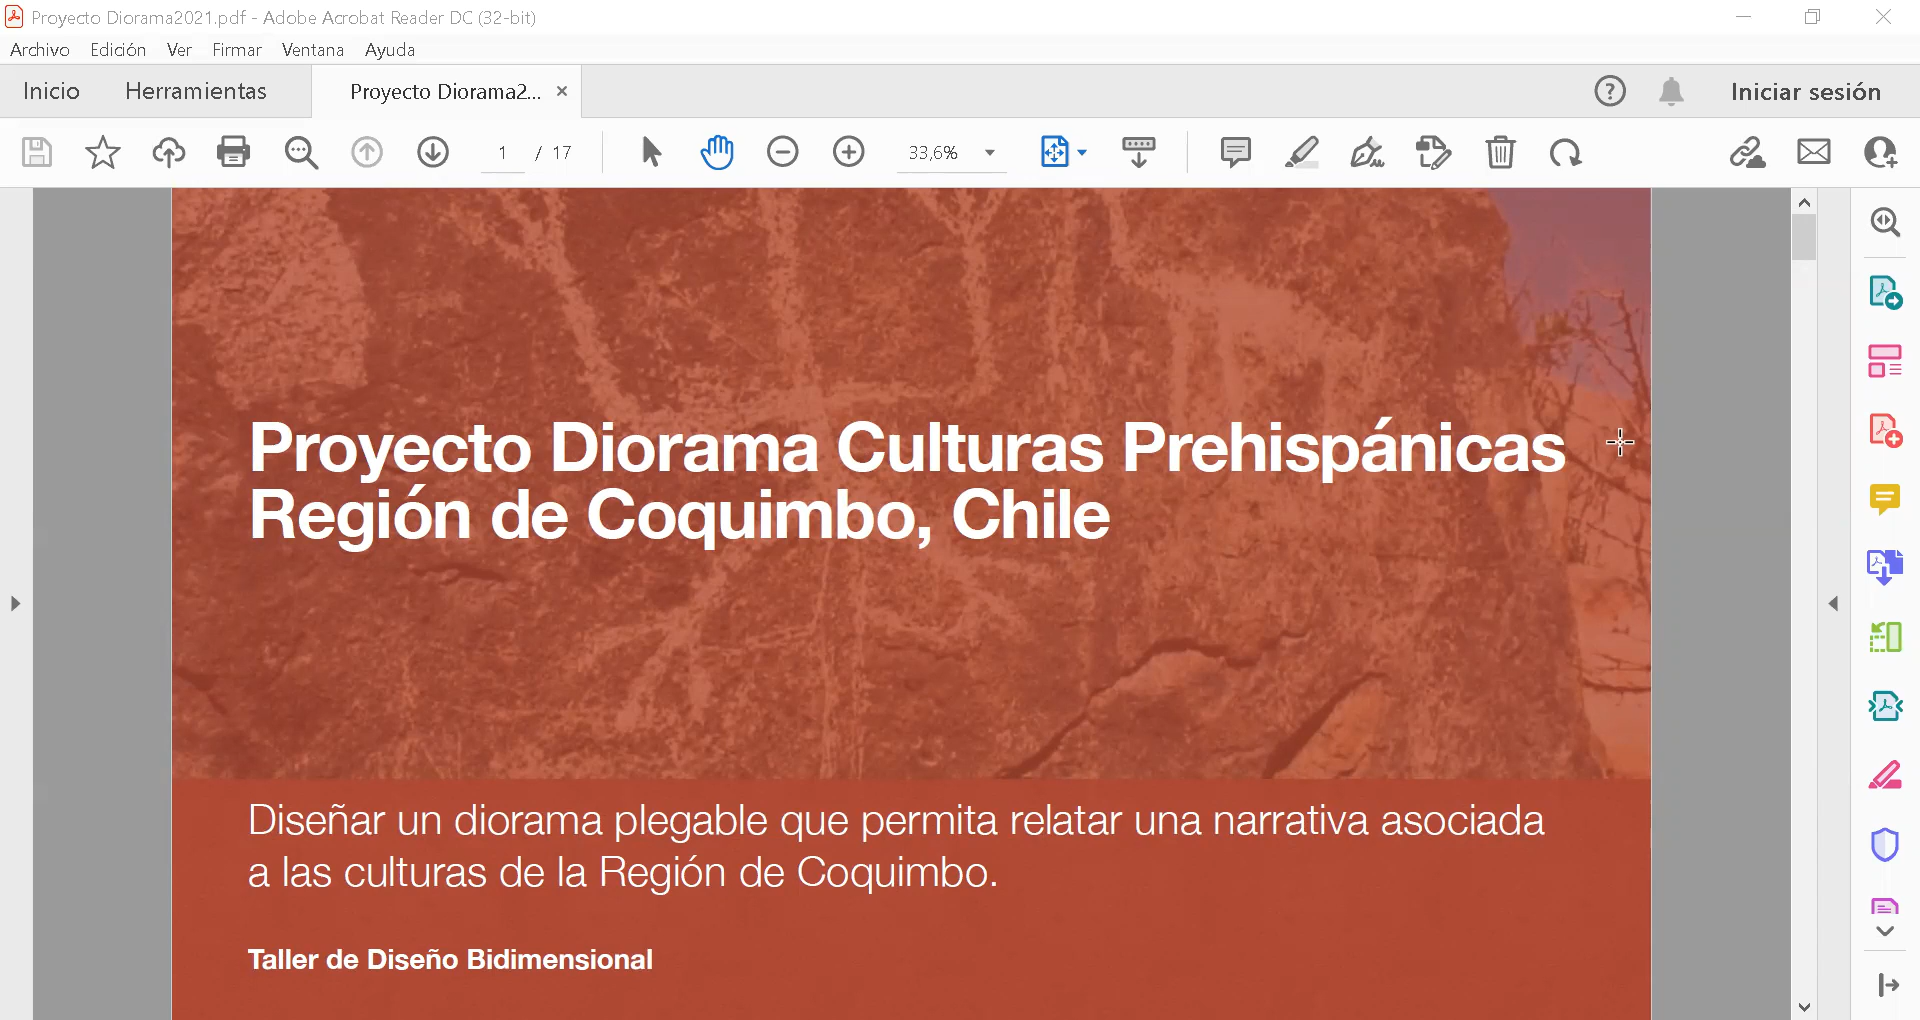 Proyecto Diorama2021.pdf - Adobe Acrobat Reader DC (32-bit)
Archivo Edición Ver Firmar Ventana Ayuda
Inicio Herramientas Proyecto Diorama2... × Iniciar sesión
1 / 17 33,6%
Proyecto Diorama Culturas Prehispánicas
Región de Coquimbo, Chile
Diseñar un diorama plegable que permita relatar una narrativa asociada
a las culturas de la Región de Coquimbo.
Taller de Diseño Bidimensional